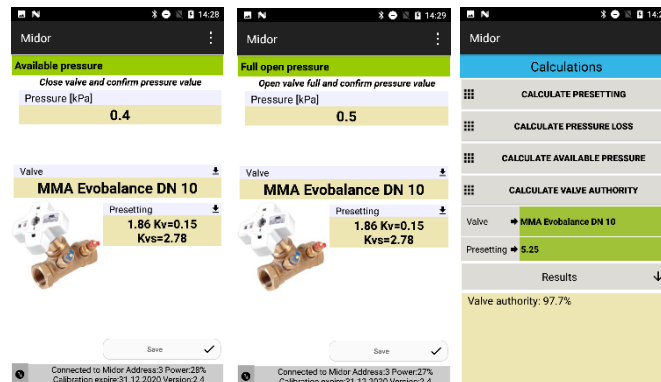 14:28
Midor
Available pressure
Close valve and confirm pressure value
Pressure [kPa]
0.4
Valve
MMA Evobalance DN 10
Presetting
1.86 Kv=0.15
Kvs=2.78
Save
Connected to Midor Address:3 Power:28%
Calibration expire:31.12.2020 Version:2.4
14:29
Midor
Full open pressure
Open valve full and confirm pressure value
Pressure [kPa]
0.5
Valve
MMA Evobalance DN 10
Presetting
1.86 Kv=0.15
Kvs=2.78
Save
Connected to Midor Address:3 Power:27%
Calibration expire:31.12.2020 Version:2.4
Midor
Calculations
CALCULATE PRESETTING
CALCULATE PRESSURE LOSS
CALCULATE AVAILABLE PRESSURE
CALCULATE VALVE AUTHORITY
Valve MMA Evobalance DN 10
Presetting 5.25
Results
Valve authority: 97.7%